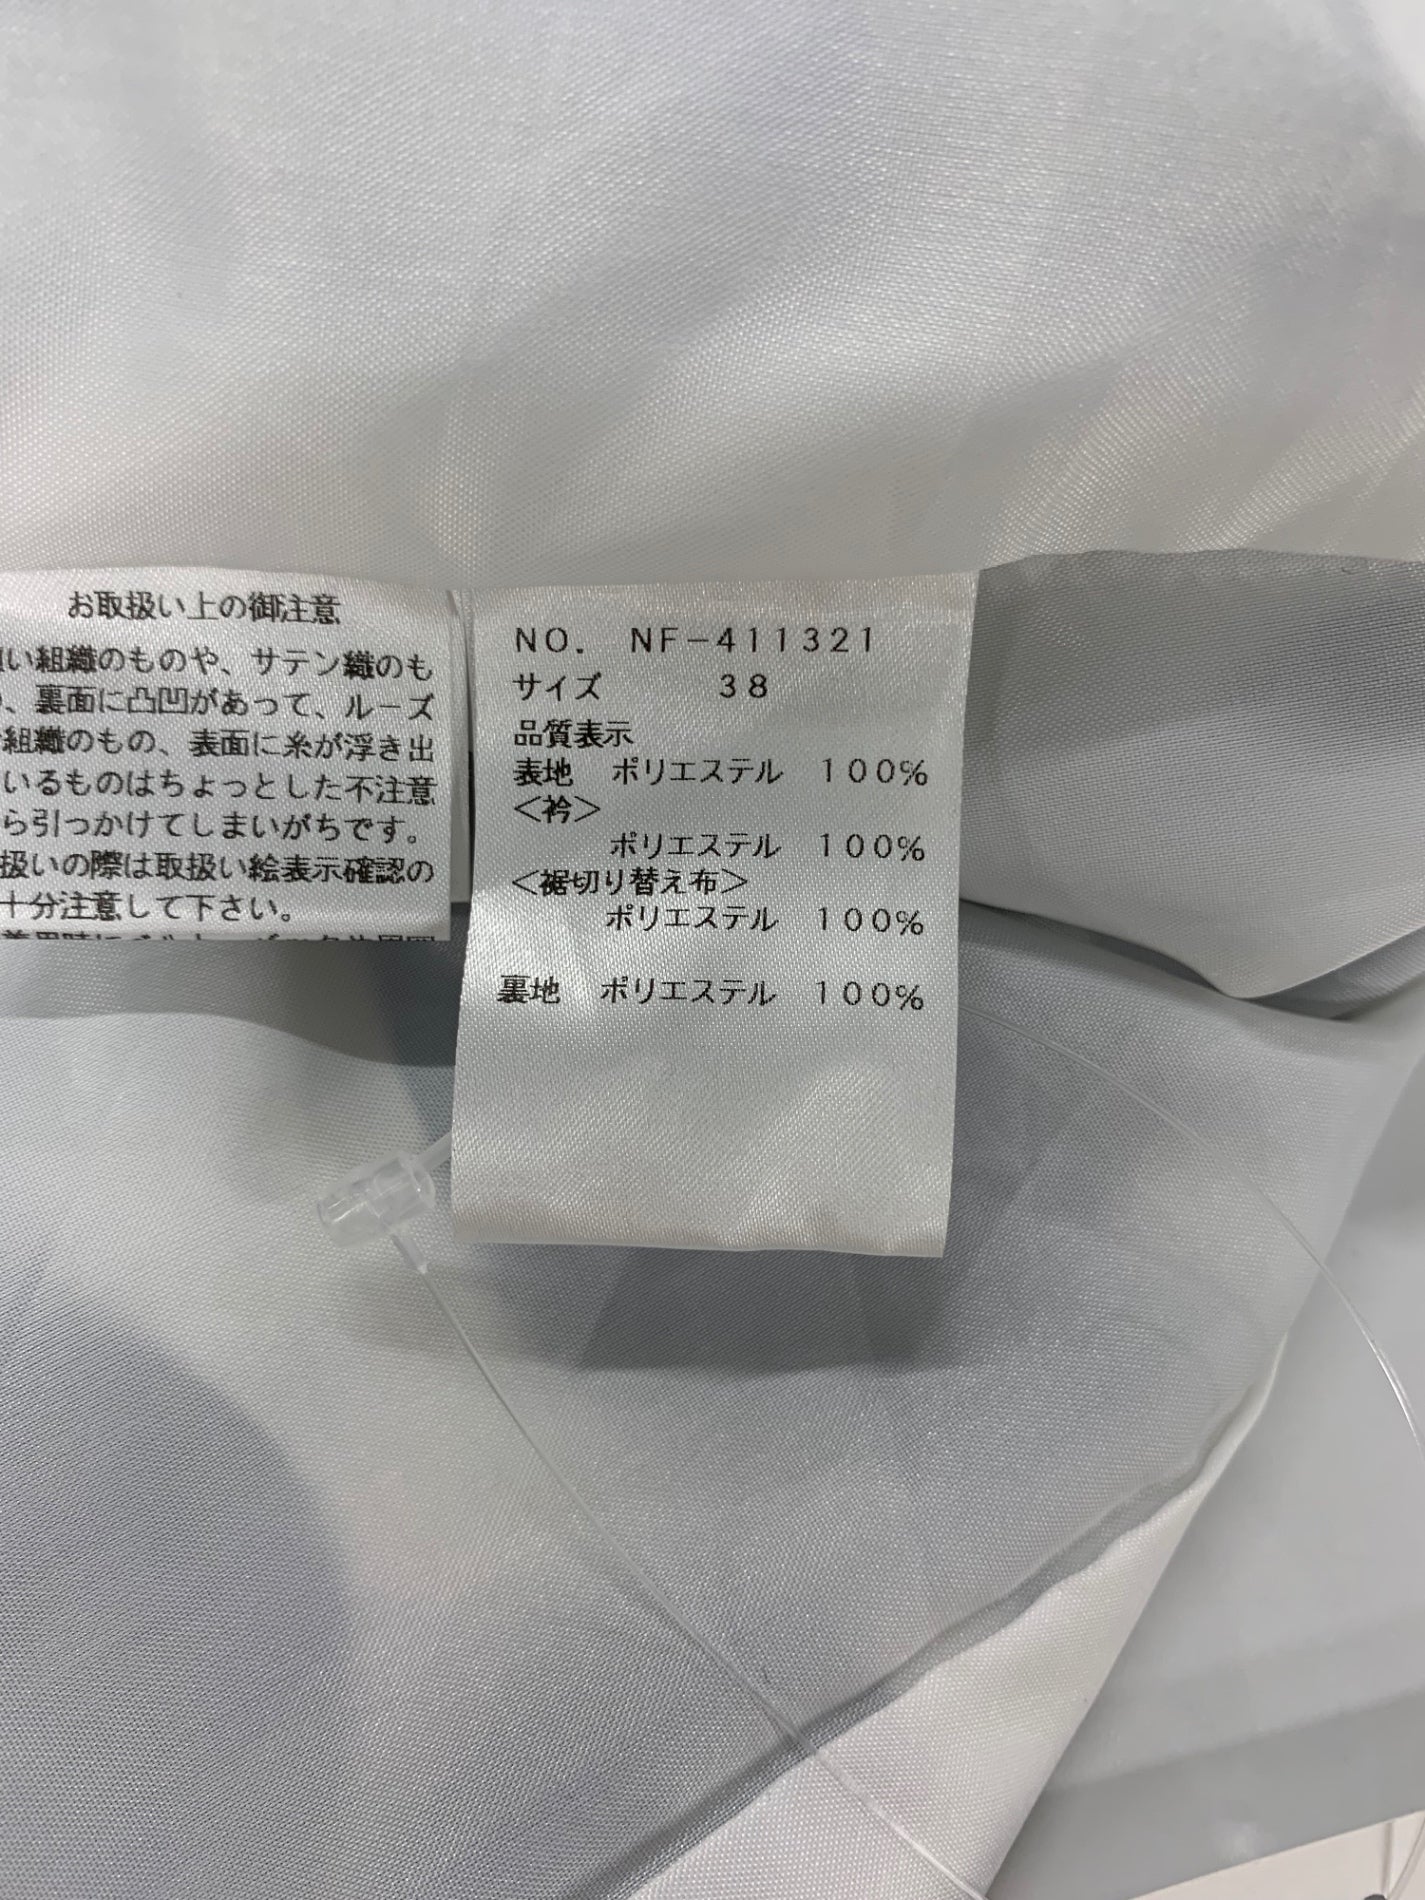 お取扱い上の御注意
い組織のものや、サテン織のも
、裏面に凸凹があって、ルーズ
組織のもの、表面に糸が浮き出
いるものはちょっとした不注意
ら引っかけてしまいがちです。
扱いの際は取扱い絵表示確認の
十分注意して下さい。
NO. NF-411321
サイズ 38
品質表示
表地 ポリエステル 100%
<衿>
ポリエステル 100%
<裾切り替え布>
ポリエステル 100%
裏地 ポリエステル 100%